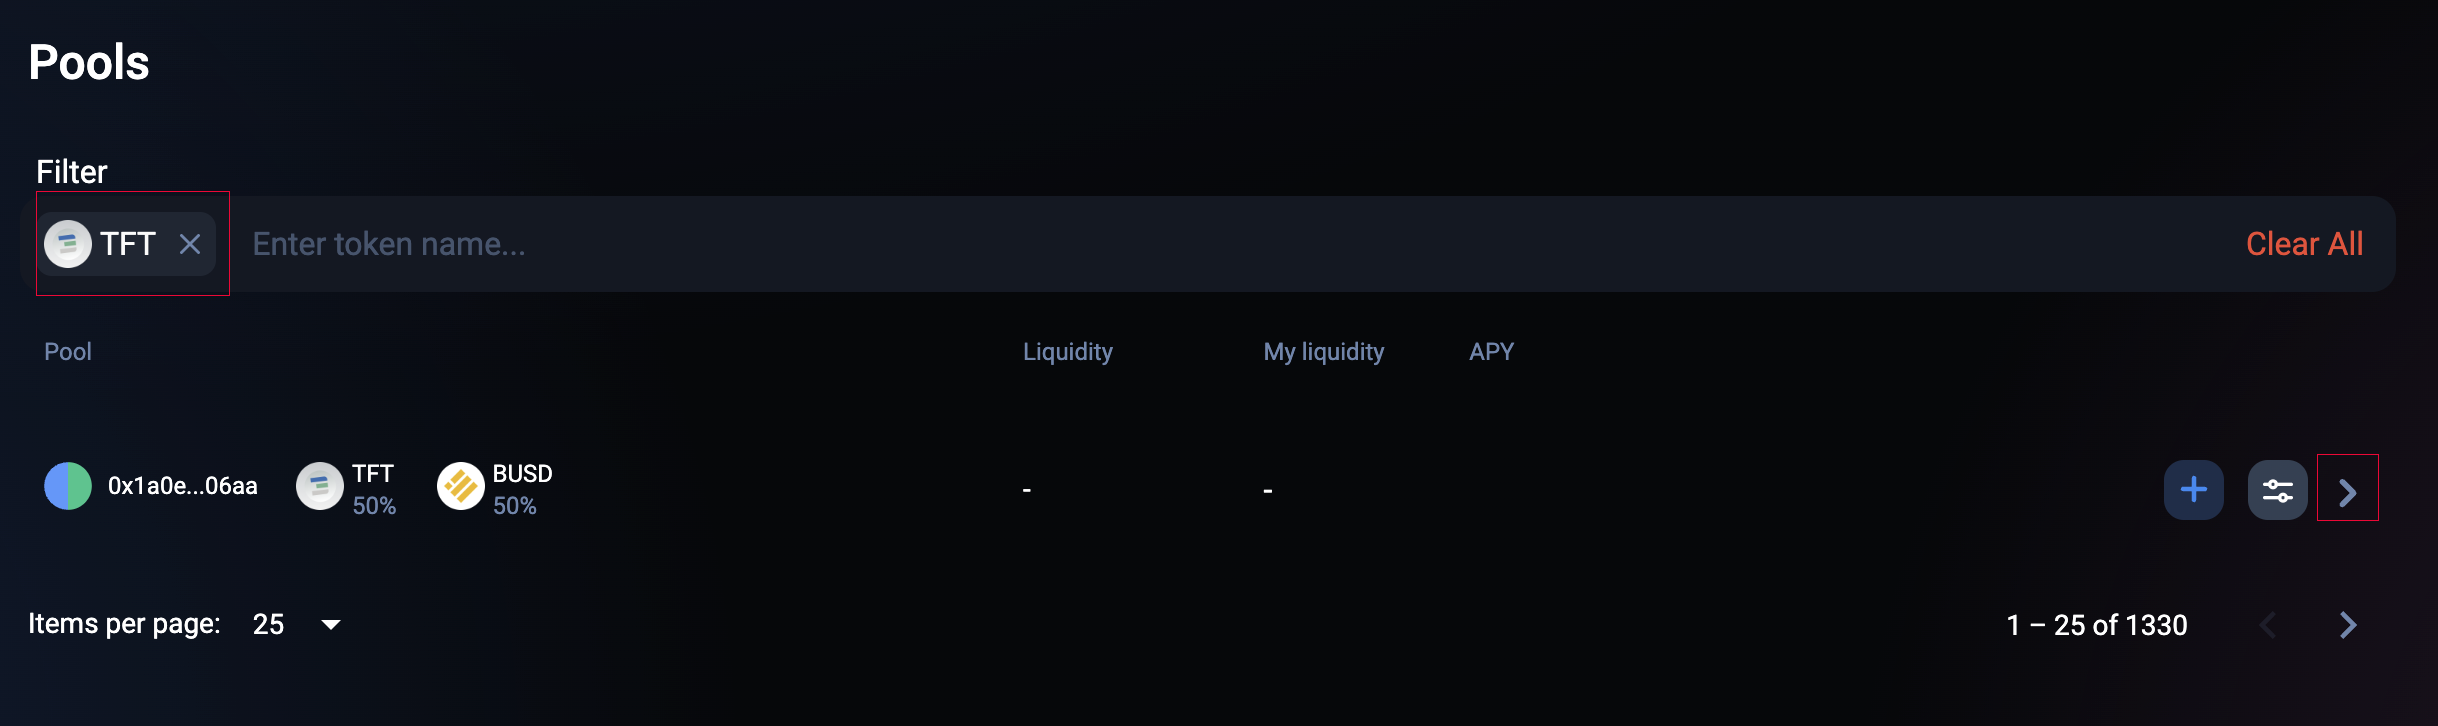 Pools
Filter
TFT Enter token name... Clear All
Pool Liquidity My liquidity APY
0x1a0e...06aa TFT 50% BUSD 50% - -
Items per page: 25 1 – 25 of 1330